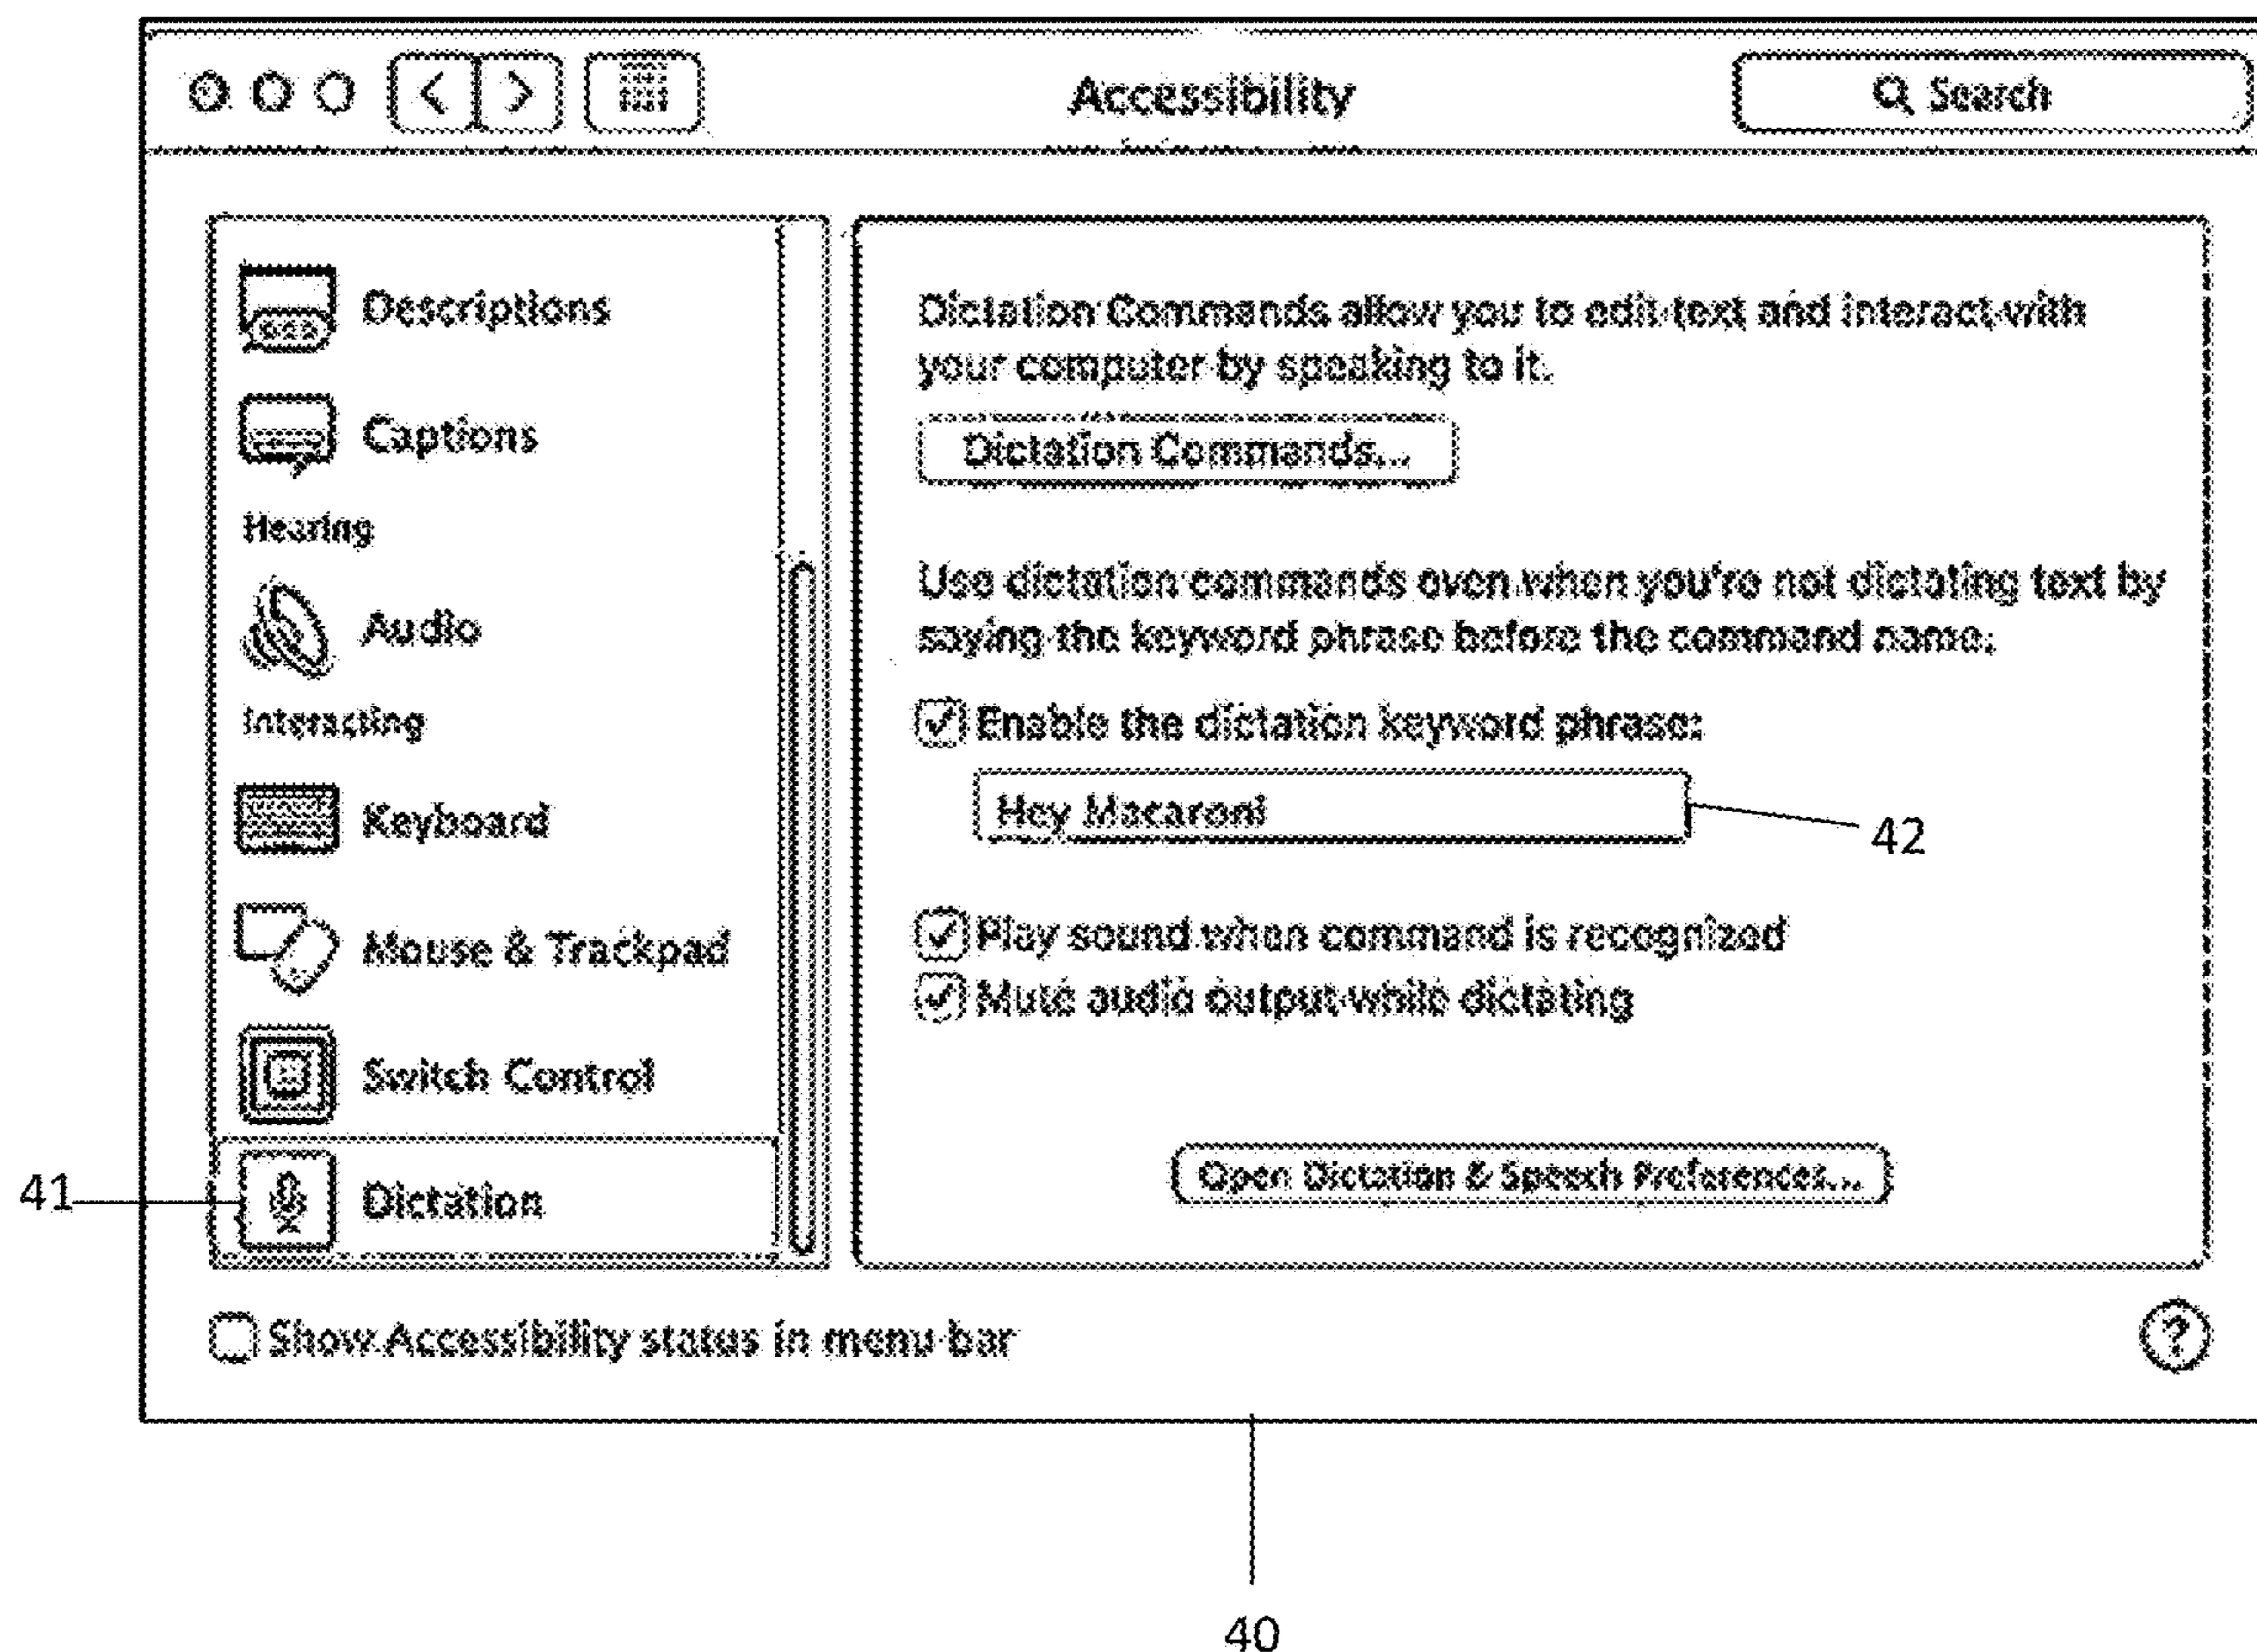 Accessibility
Search
Descriptions
Captions
Hearing
Audio
Interacting
Keyboard
Mouse & Trackpad
Switch Control
41
Dictation
Dictation Commands allow you to edit text and interact with
your computer by speaking to it.
Dictation Commands...
Use dictation commands even when you're not dictating text by
saying the keyword phrase before the command name:
Enable the dictation keyword phrase:
Hey Macaroni
42
Play sound when command is recognized
Mute audio output while dictating
Open Dictation & Speech Preferences...
Show Accessibility status in menu bar
?
40